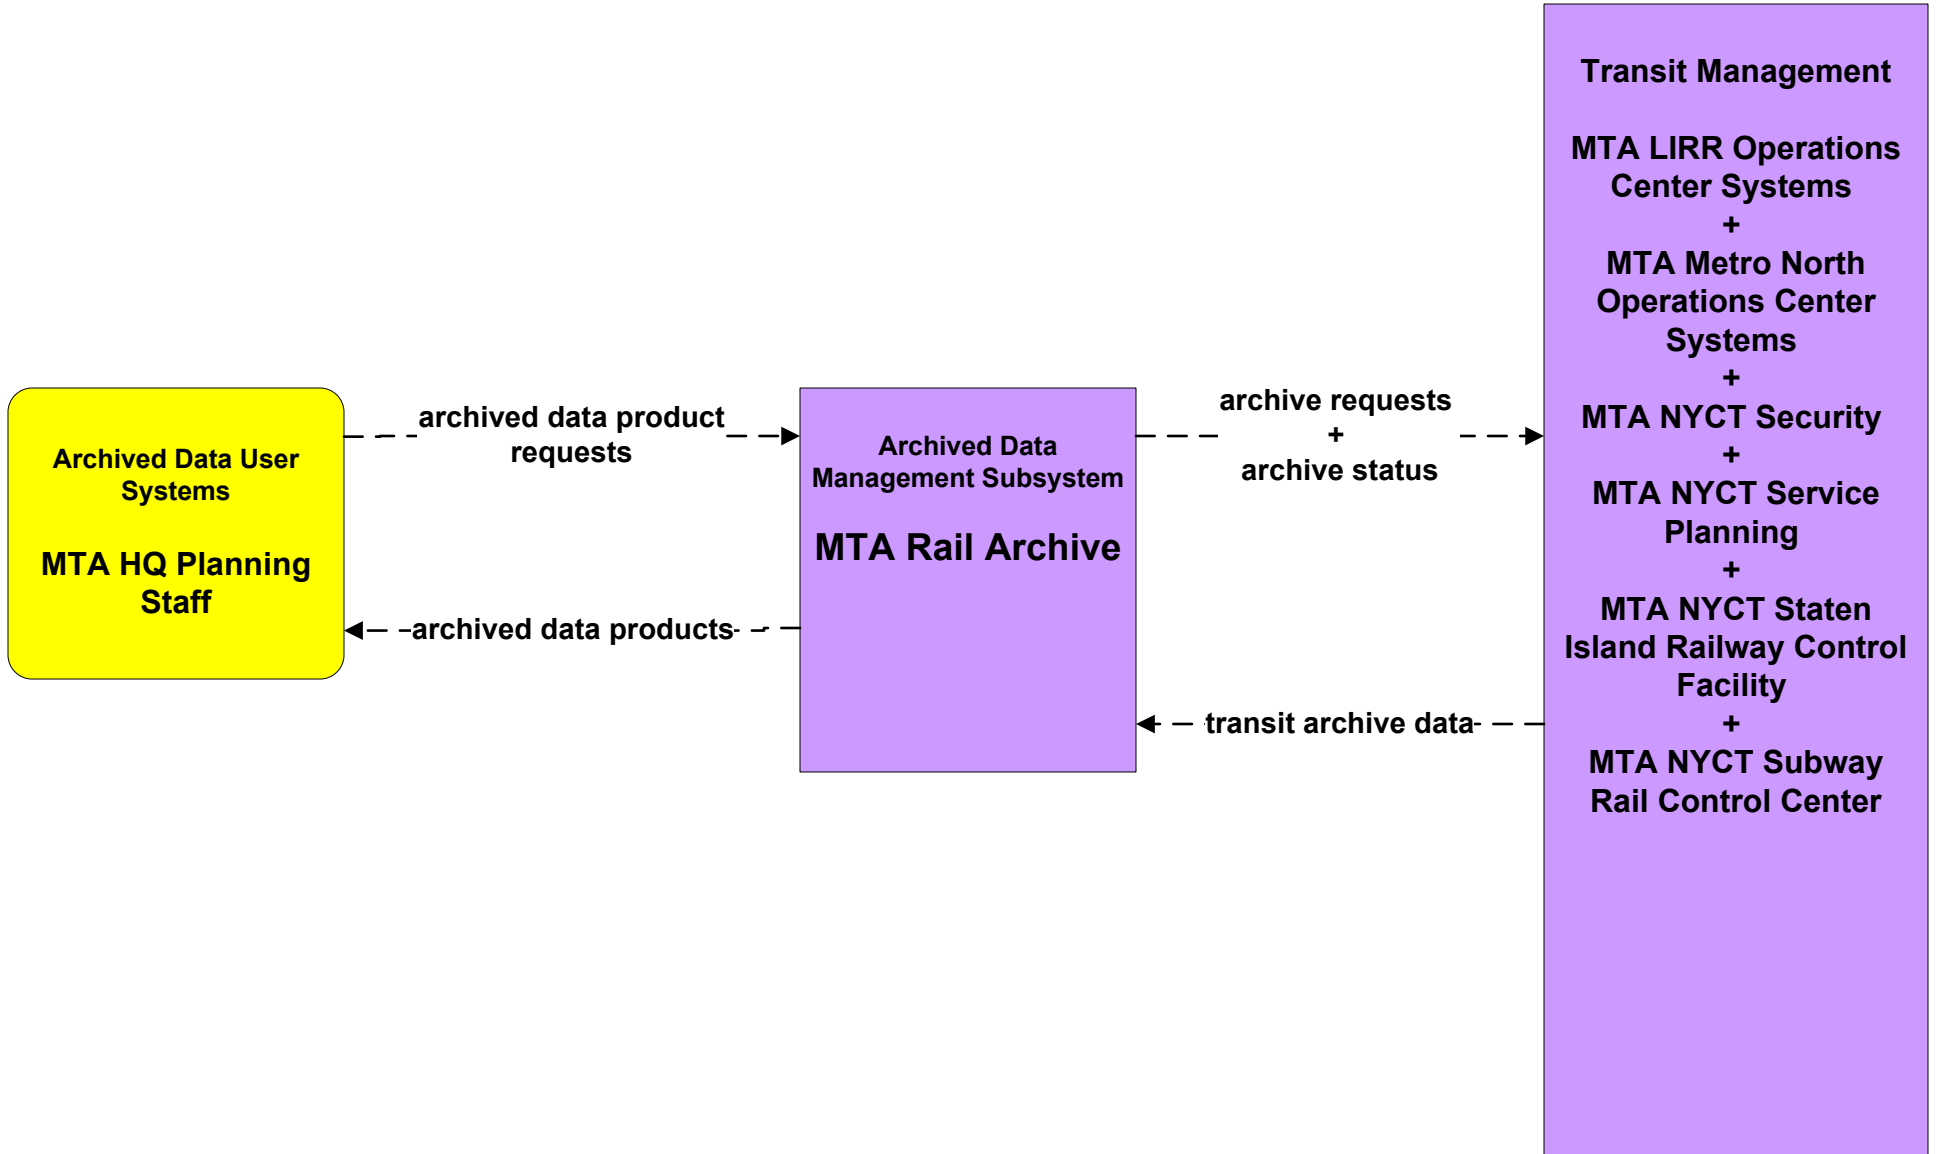 Archived Data User
Systems
MTA HQ Planning
Staff
archived data product
requests
archived data products
Archived Data
Management Subsystem
MTA Rail Archive
archive requests
+
archive status
transit archive data
Transit Management
MTA LIRR Operations
Center Systems
+
MTA Metro North
Operations Center
Systems
+
MTA NYCT Security
+
MTA NYCT Service
Planning
+
MTA NYCT Staten
Island Railway Control
Facility
+
MTA NYCT Subway
Rail Control Center